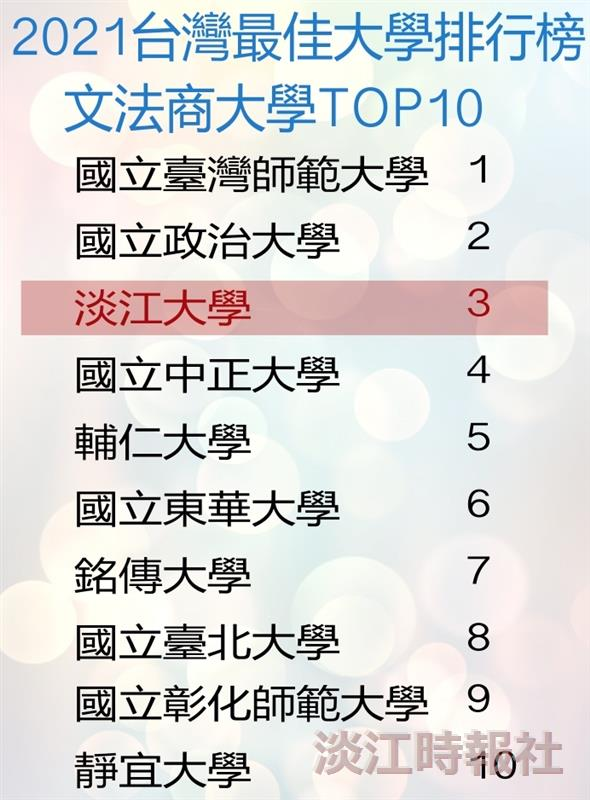 2021台灣最佳大學排行榜
文法商大學TOP10
國立臺灣師範大學 1
國立政治大學 2
淡江大學 3
國立中正大學 4
輔仁大學 5
國立東華大學 6
銘傳大學 7
國立臺北大學 8
國立彰化師範大學 9
靜宜大學 10
淡江時報社